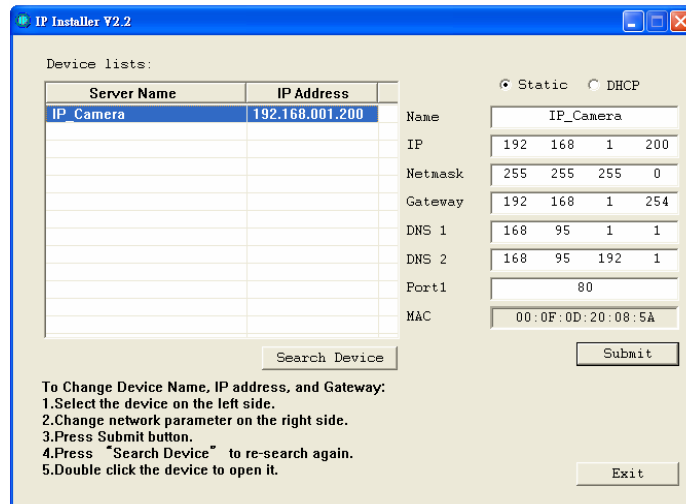 IP Installer V2.2
Device lists:
Server Name IP Address
IP_Camera 192.168.001.200
Static DHCP
Name IP_Camera
IP 192 168 1 200
Netmask 255 255 255 0
Gateway 192 168 1 254
DNS 1 168 95 1 1
DNS 2 168 95 192 1
Port1 80
MAC 00:0F:0D:20:08:5A
Search Device
Submit
To Change Device Name, IP address, and Gateway:
1.Select the device on the left side.
2.Change network parameter on the right side.
3.Press Submit button.
4.Press “Search Device” to re-search again.
5.Double click the device to open it.
Exit